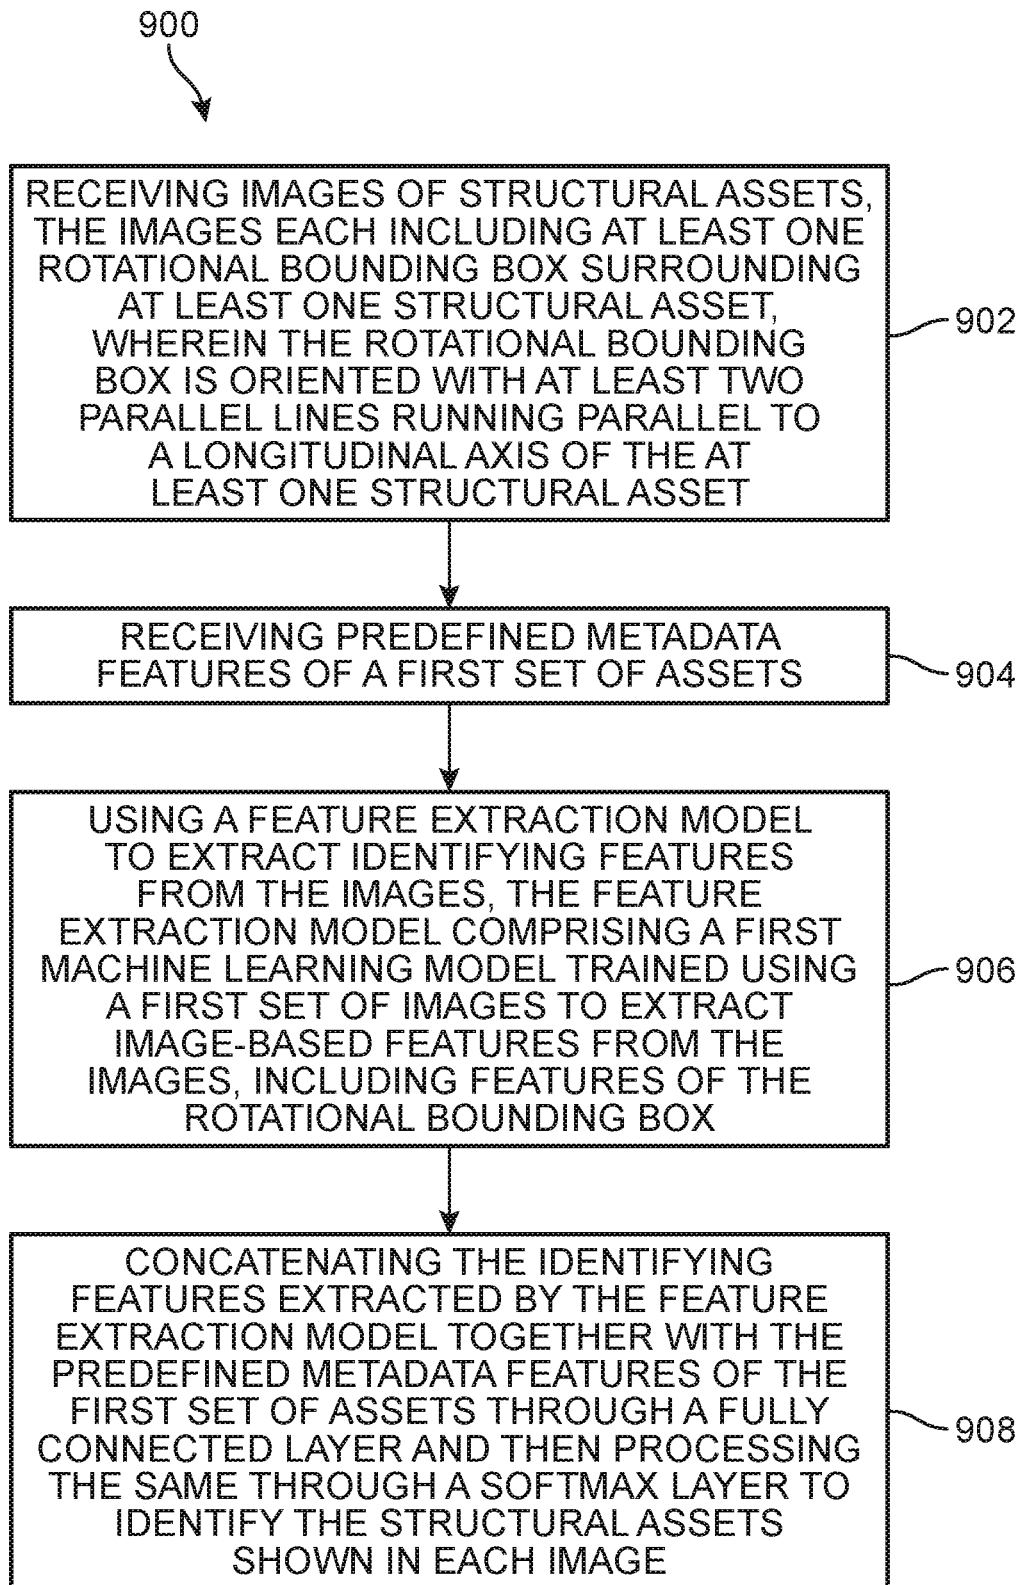 900
RECEIVING IMAGES OF STRUCTURAL ASSETS,
THE IMAGES EACH INCLUDING AT LEAST ONE
ROTATIONAL BOUNDING BOX SURROUNDING
AT LEAST ONE STRUCTURAL ASSET,
WHEREIN THE ROTATIONAL BOUNDING
BOX IS ORIENTED WITH AT LEAST TWO
PARALLEL LINES RUNNING PARALLEL TO
A LONGITUDINAL AXIS OF THE AT
LEAST ONE STRUCTURAL ASSET
902
RECEIVING PREDEFINED METADATA
FEATURES OF A FIRST SET OF ASSETS
904
USING A FEATURE EXTRACTION MODEL
TO EXTRACT IDENTIFYING FEATURES
FROM THE IMAGES, THE FEATURE
EXTRACTION MODEL COMPRISING A FIRST
MACHINE LEARNING MODEL TRAINED USING
A FIRST SET OF IMAGES TO EXTRACT
IMAGE-BASED FEATURES FROM THE
IMAGES, INCLUDING FEATURES OF THE
ROTATIONAL BOUNDING BOX
906
CONCATENATING THE IDENTIFYING
FEATURES EXTRACTED BY THE FEATURE
EXTRACTION MODEL TOGETHER WITH THE
PREDEFINED METADATA FEATURES OF THE
FIRST SET OF ASSETS THROUGH A FULLY
CONNECTED LAYER AND THEN PROCESSING
THE SAME THROUGH A SOFTMAX LAYER TO
IDENTIFY THE STRUCTURAL ASSETS
SHOWN IN EACH IMAGE
908